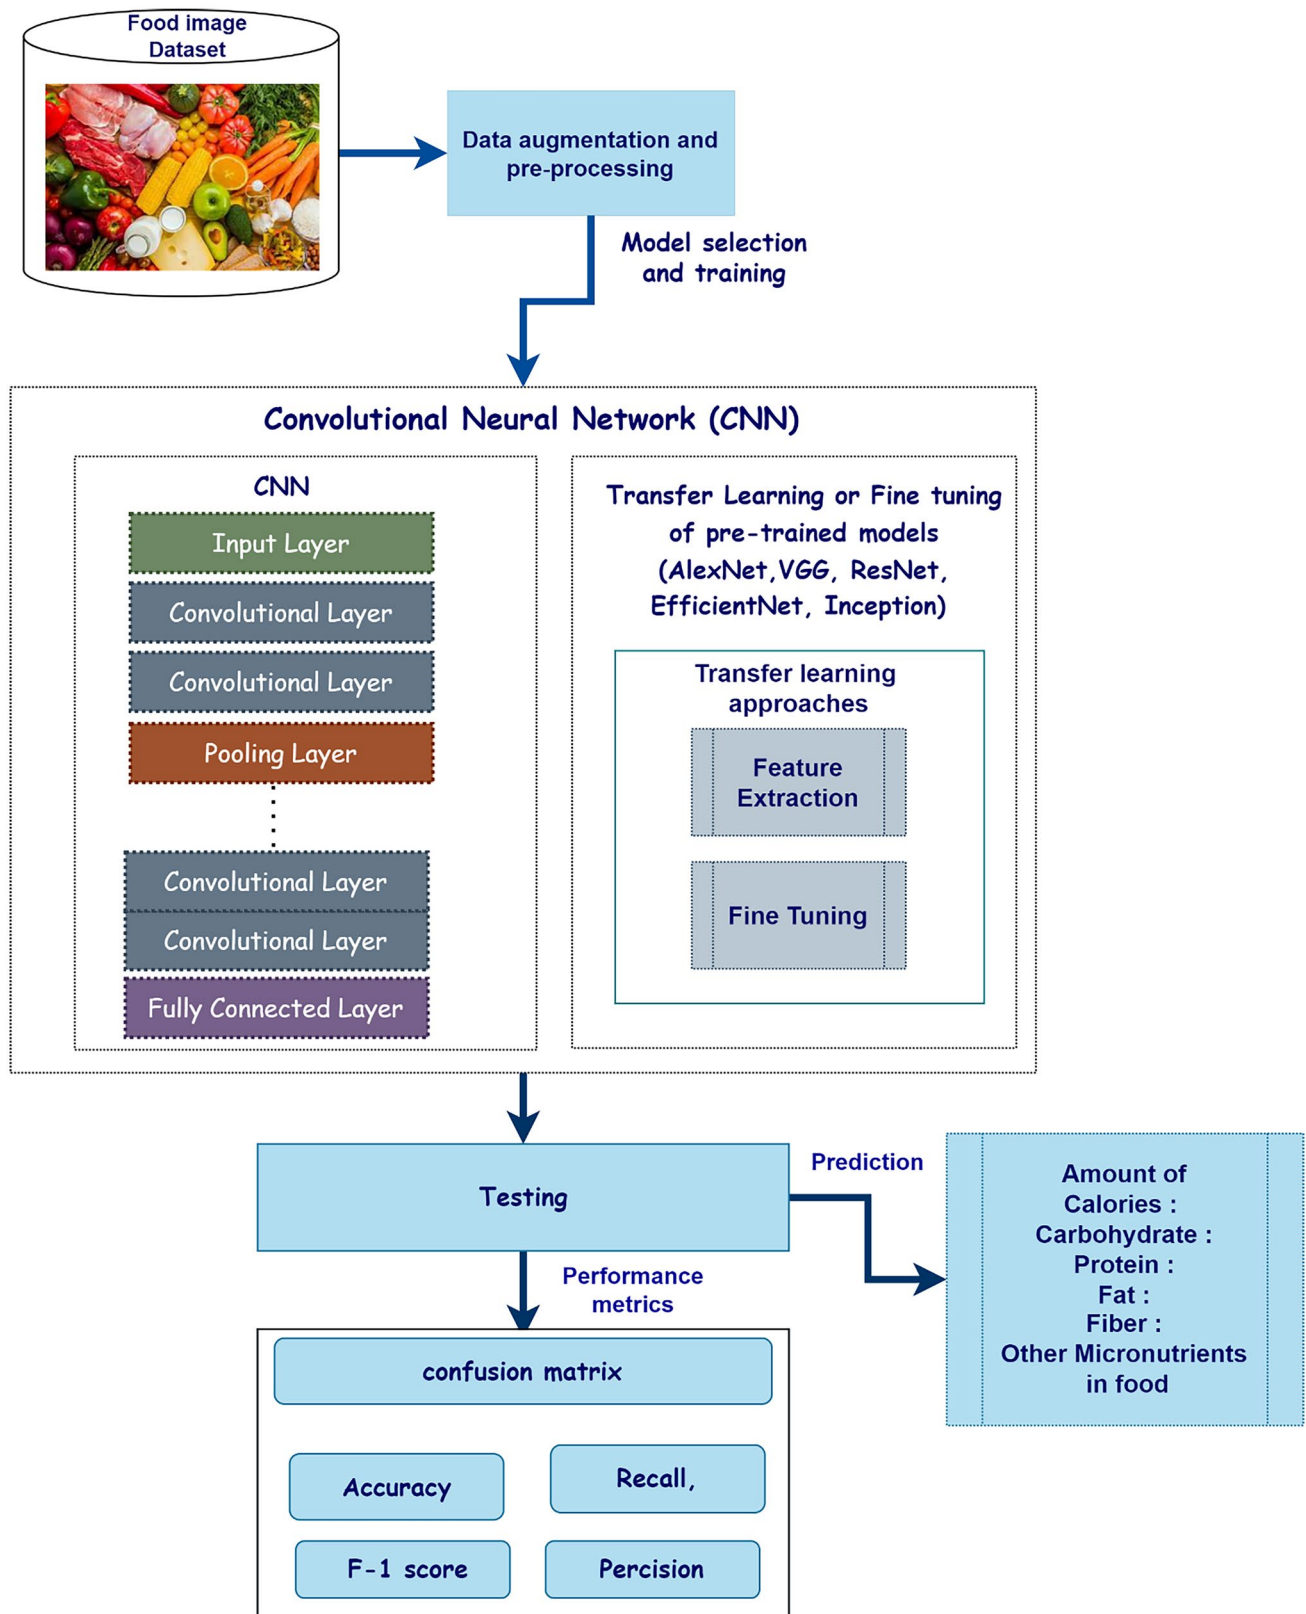 Food image
Dataset
Data augmentation and
pre-processing
Model selection
and training
Convolutional Neural Network (CNN)
CNN
Input Layer
Convolutional Layer
Convolutional Layer
Pooling Layer
Convolutional Layer
Convolutional Layer
Fully Connected Layer
Transfer Learning or Fine tuning
of pre-trained models
(AlexNet,VGG, ResNet,
EfficientNet, Inception)
Transfer learning
approaches
Feature
Extraction
Fine Tuning
Testing
Prediction
Amount of
Calories :
Carbohydrate :
Protein :
Fat :
Fiber :
Other Micronutrients
in food
Performance
metrics
confusion matrix
Accuracy
Recall,
F-1 score
Percision